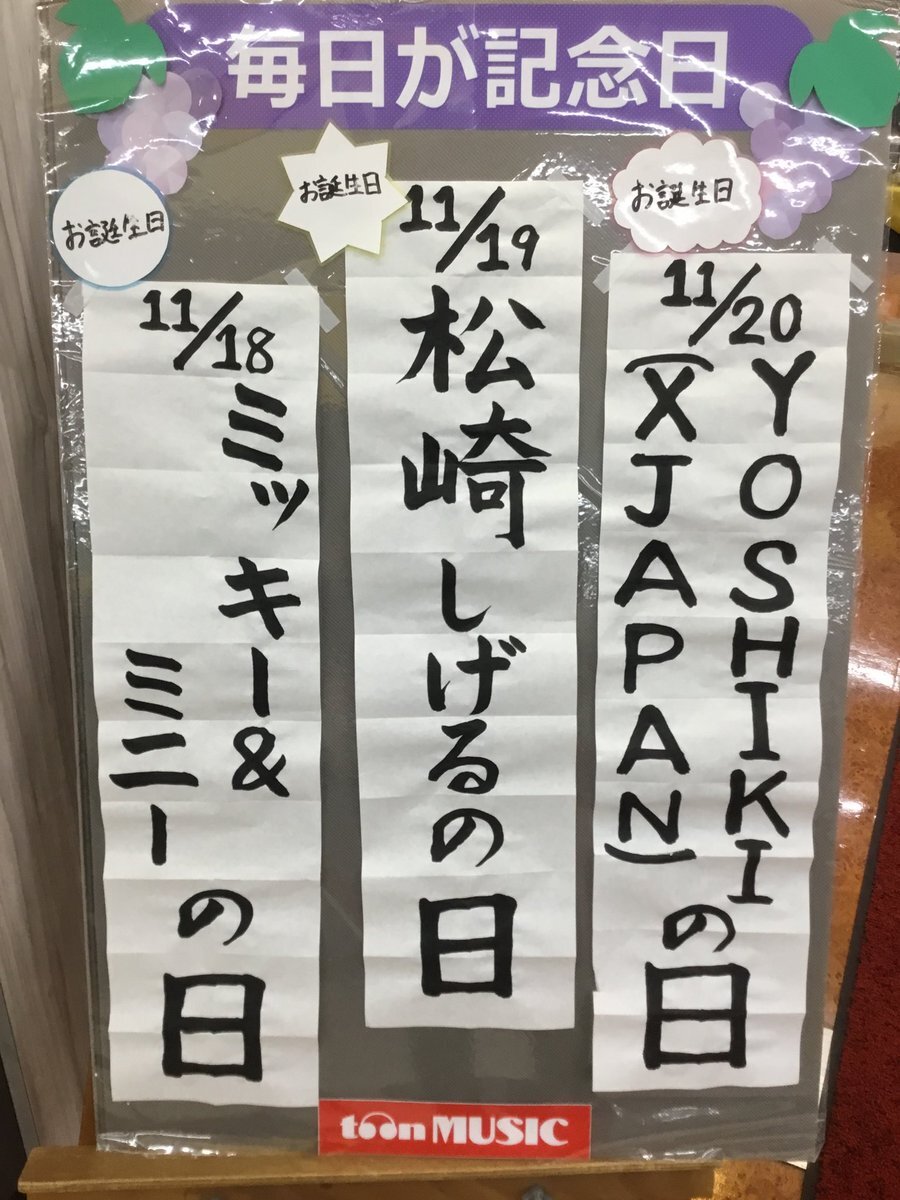 毎日が記念日
お誕生日
11/20
YOSHIKI
(XJAPAN)
の日
お誕生日
11/19
松崎しげるの日
お誕生日
11/18
ミッキー&
ミニー
の日
toon MUSIC